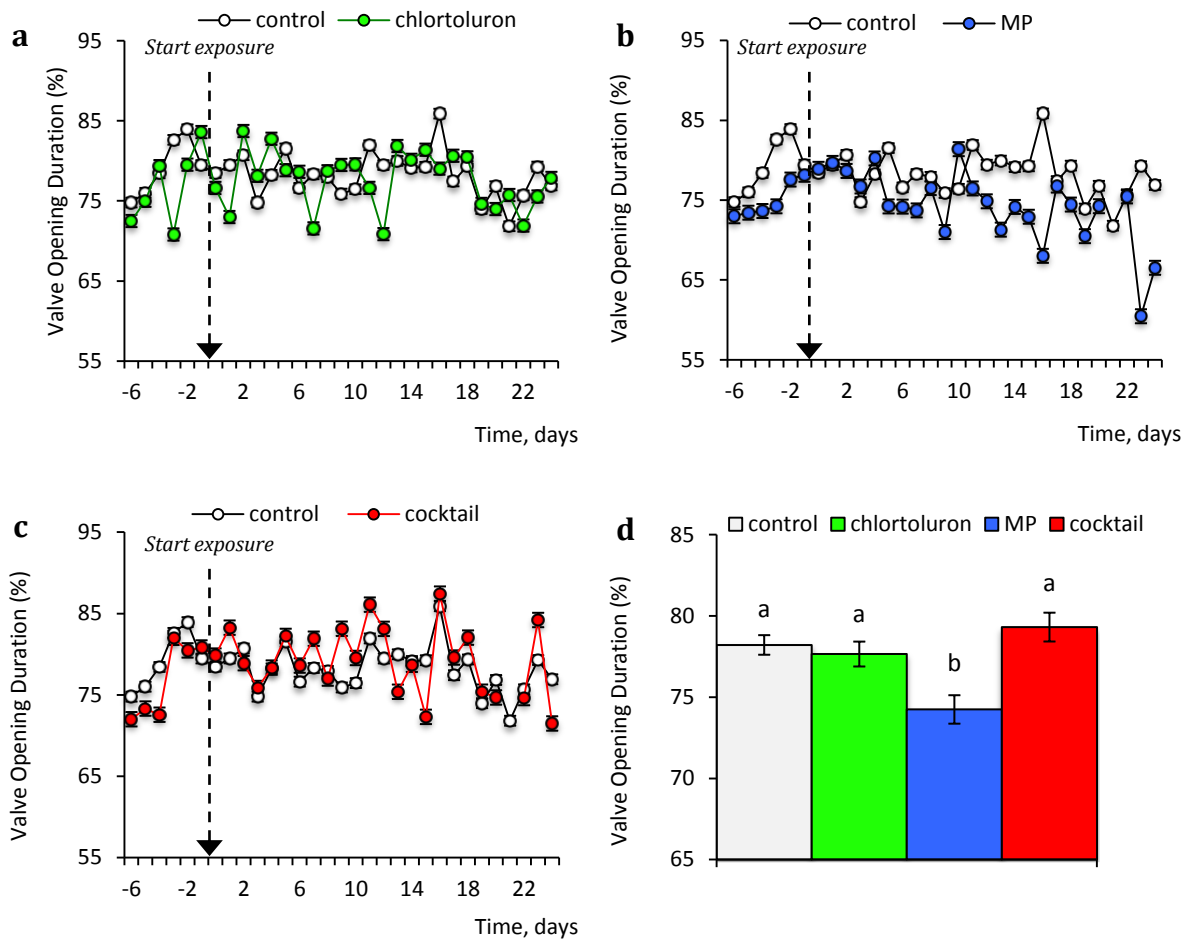 a
control chlortoluron
Start exposure
Valve Opening Duration (%)
95
85
75
65
55
-6 -2 2 6 10 14 18 22
Time, days
b
control MP
Start exposure
Valve Opening Duration (%)
95
85
75
65
55
-6 -2 2 6 10 14 18 22
Time, days
c
control cocktail
Start exposure
Valve Opening Duration (%)
95
85
75
65
55
-6 -2 2 6 10 14 18 22
Time, days
d
control chlortoluron MP cocktail
Valve Opening Duration (%)
85
80
75
70
65
a a b a